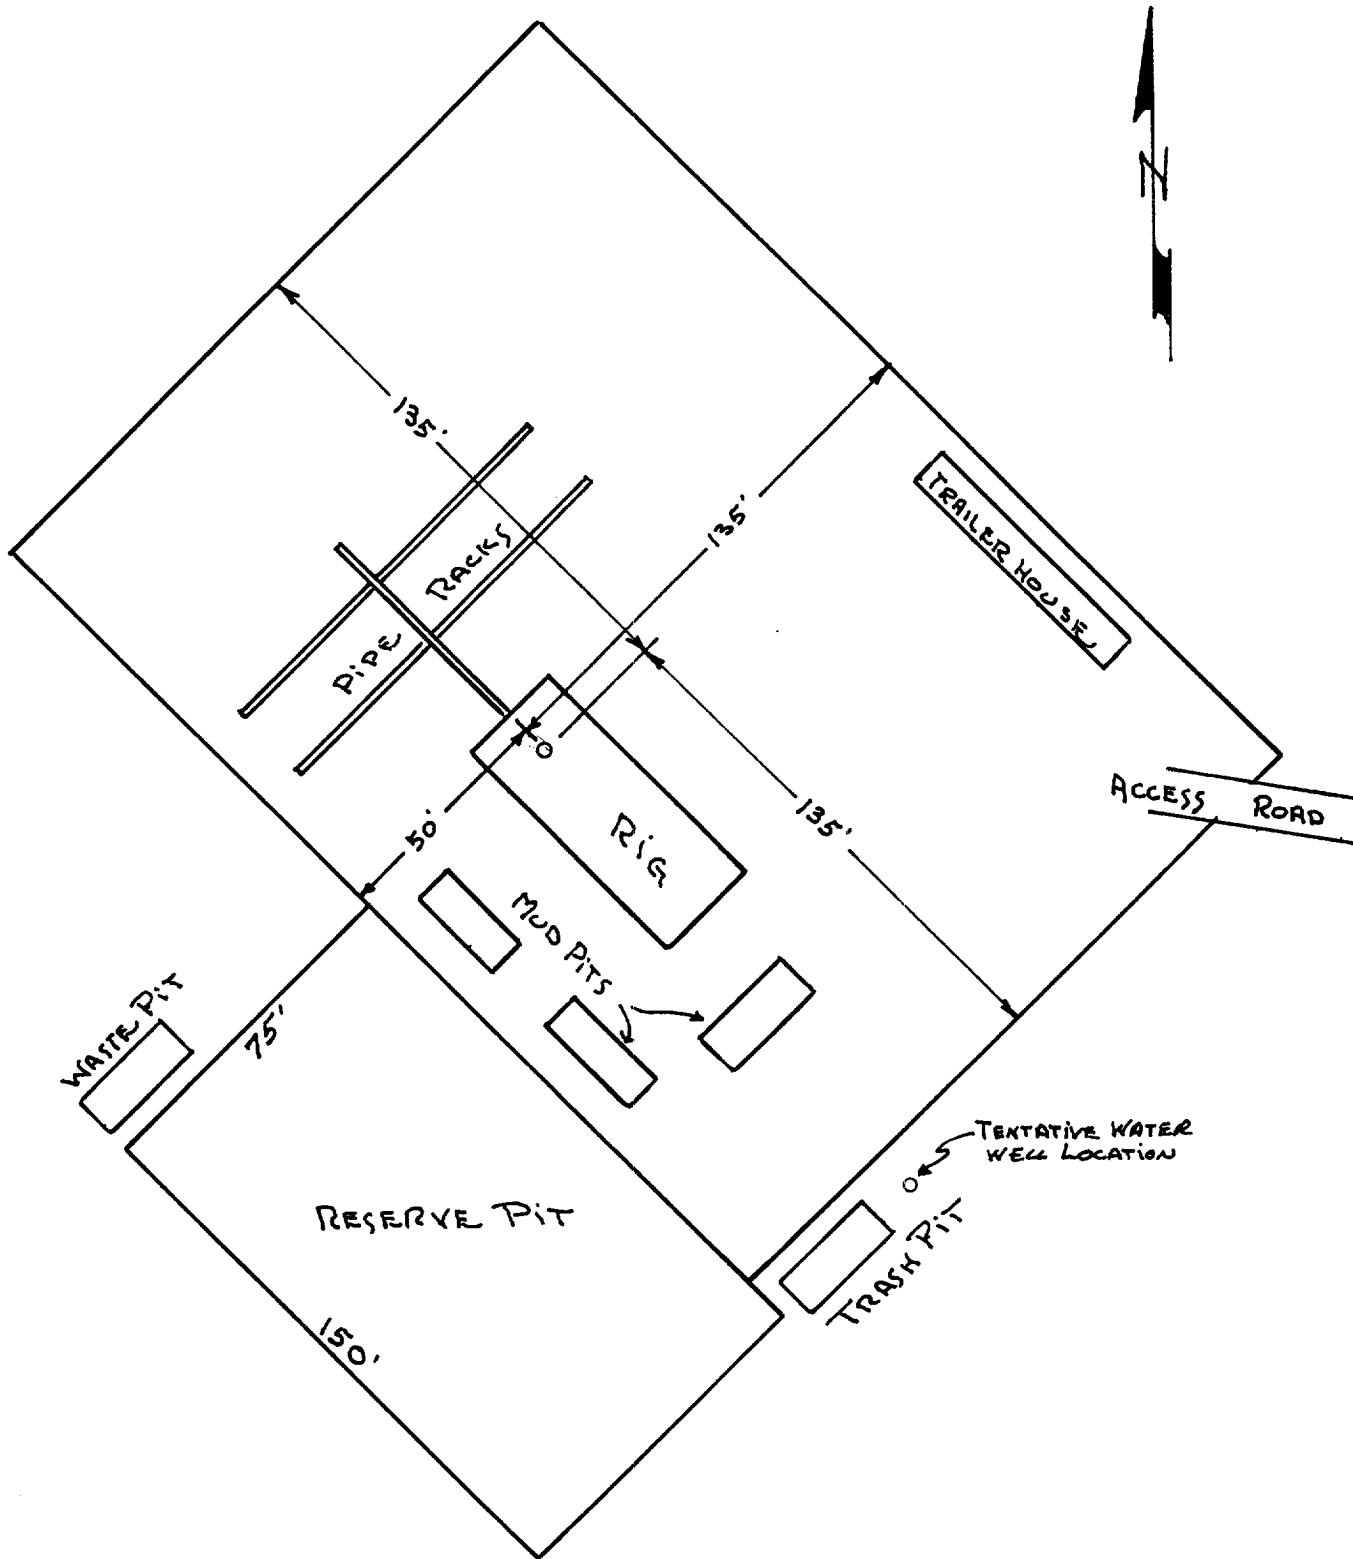 N
135'
135'
TRAILER HOUSE
PIPE RACKS
ACCESS ROAD
50'
RIG
135'
MUD PITS
WASTE PIT
75'
TENTATIVE WATER
WELL LOCATION
RESERVE PIT
TRASH PIT
150'